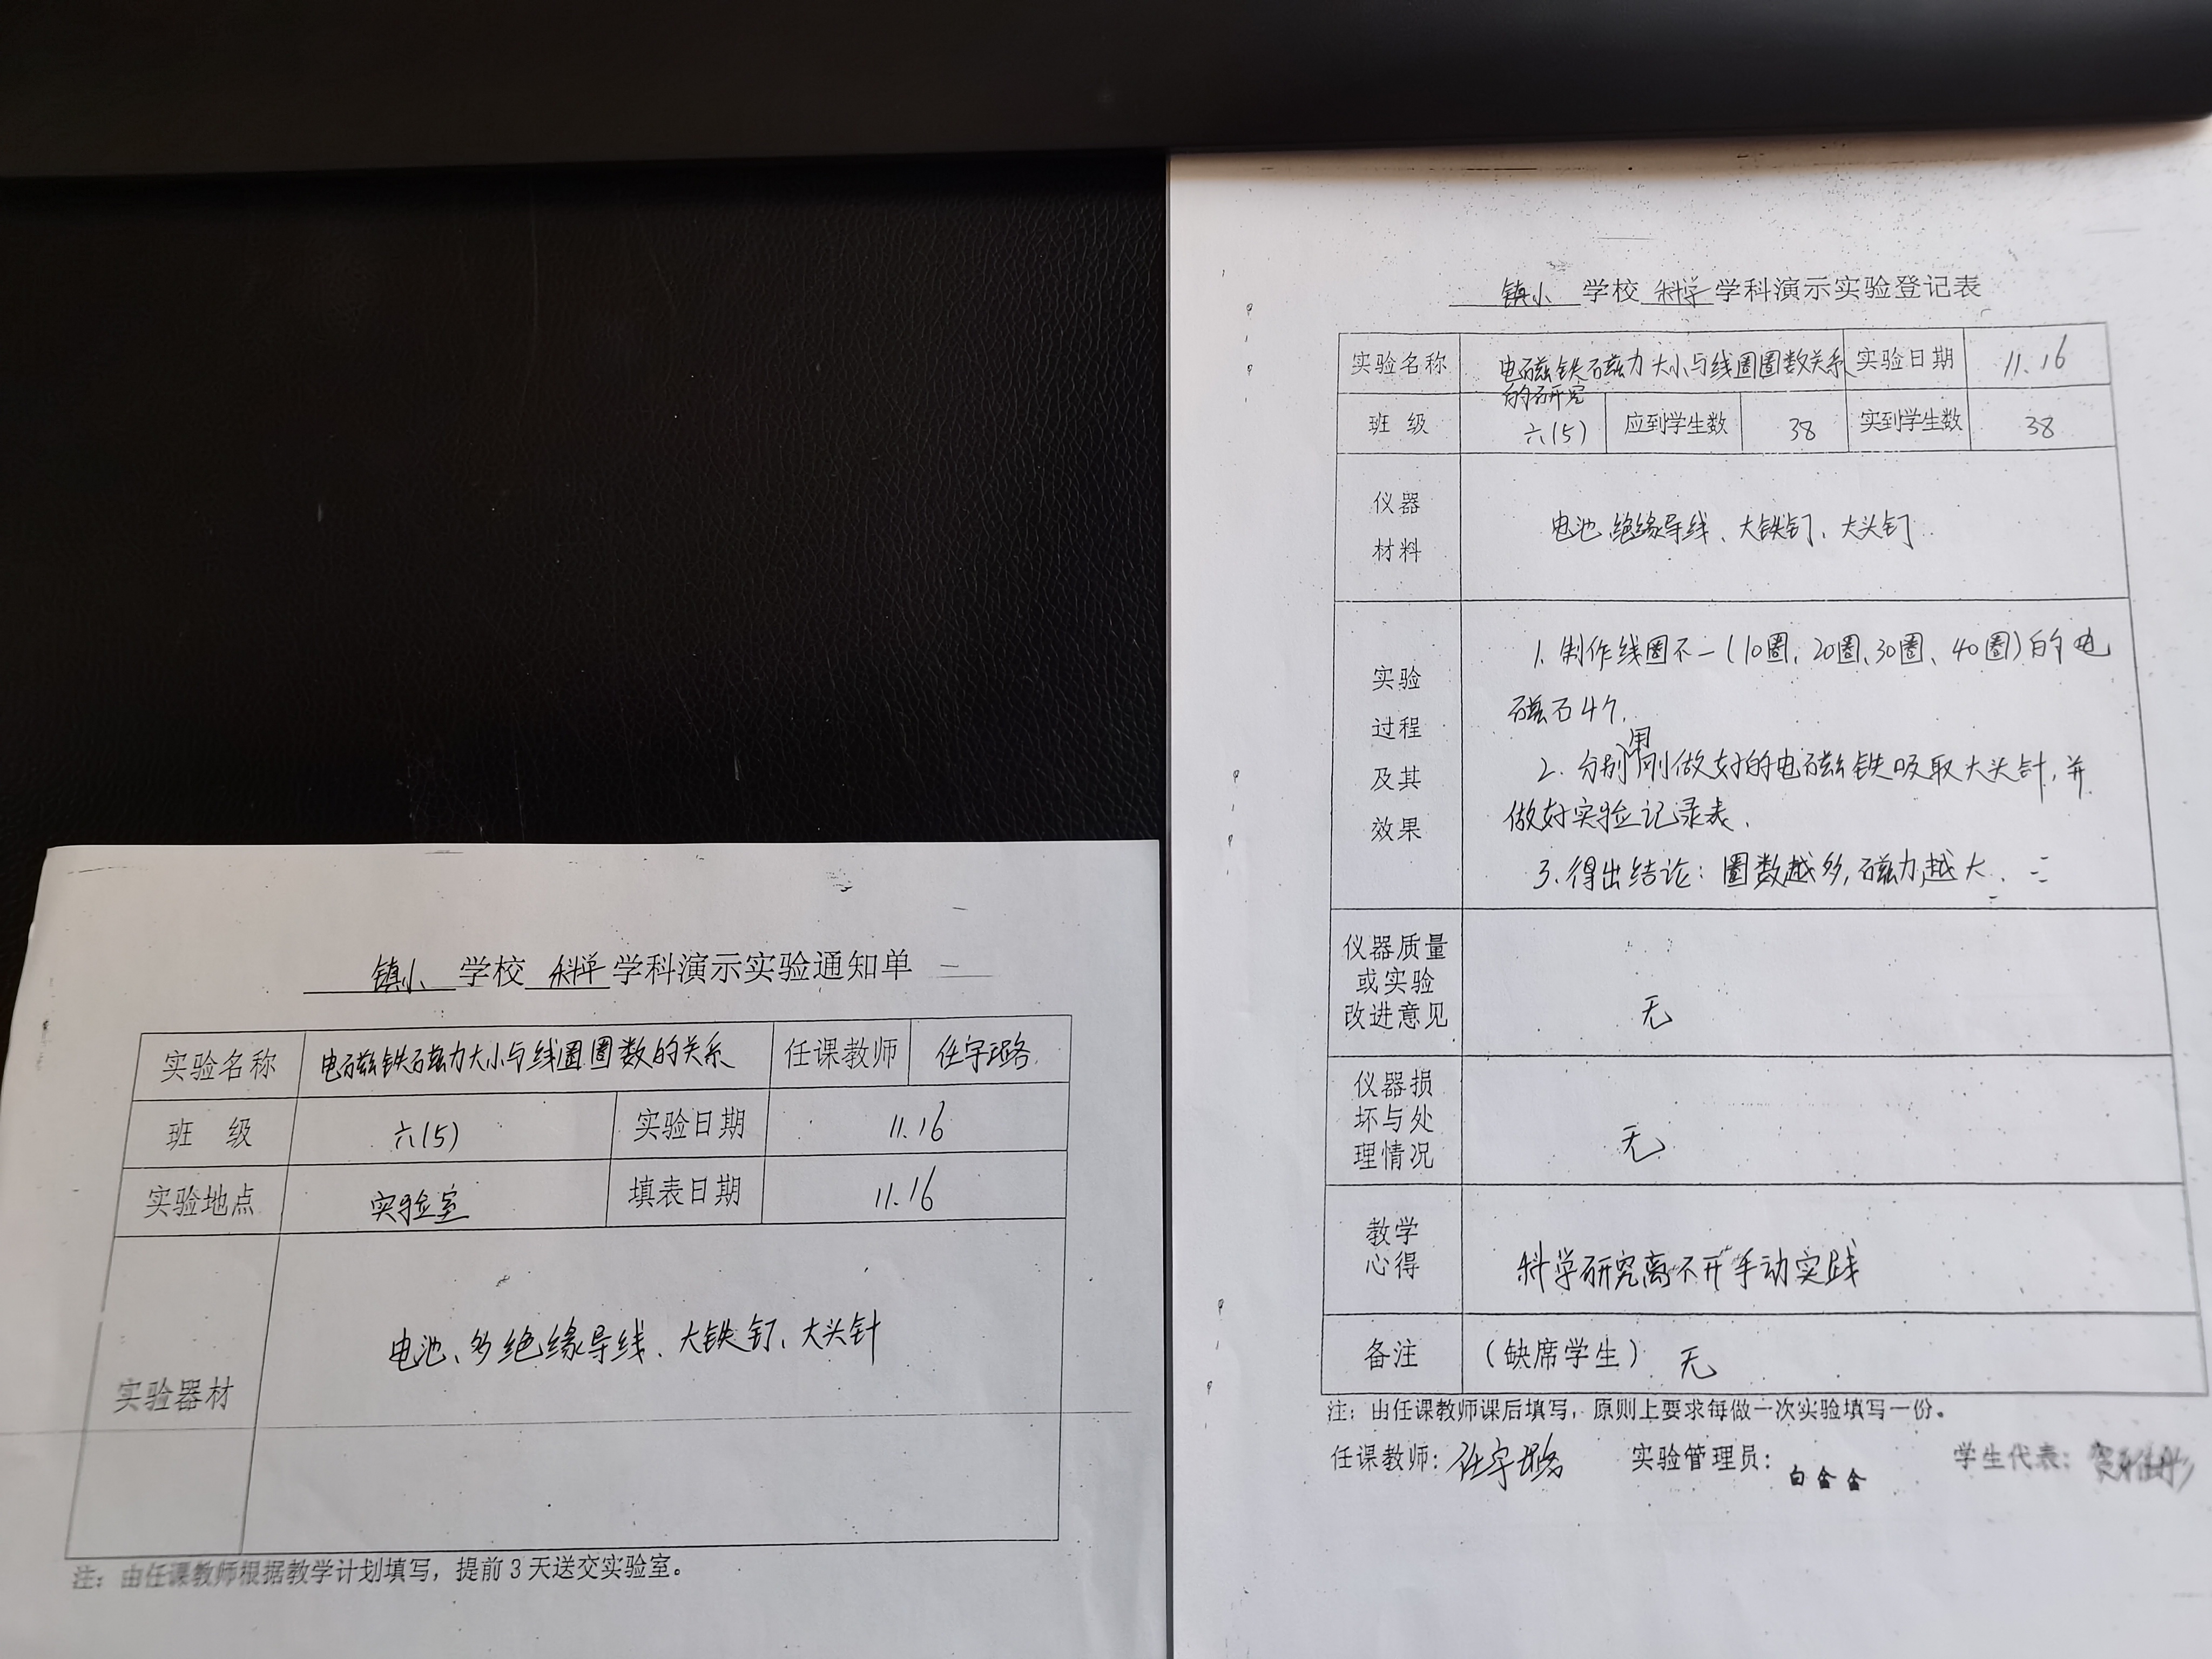 镇小 学校 科学 学科演示实验通知单
实验名称 电磁铁磁力大小与线圈圈数的关系 任课教师 任宇璐
班 级 六(5) 实验日期 11.16
实验地点 实验室 填表日期 11.16
实验器材 电池、多绝缘导线、大铁钉、大头针
注：由任课教师根据教学计划填写，提前3天送交实验室。
镇小 学校 科学 学科演示实验登记表
实验名称 电磁铁磁力大小与线圈圈数关系 实验日期 11.16
的研究
班 级 六(5) 应到学生数 38 实到学生数 38
仪器
材料
电池、绝缘导线、大铁钉、大头钉
实验
过程
及其
效果
1. 制作线圈不一(10圈、20圈、30圈、40圈)的电
磁石4个.
2. 分别用刚做好的电磁铁吸取大头针,并
做好实验记录表.
3.得出结论：圈数越多,磁力越大.
仪器质量
或实验
改进意见
无
仪器损
坏与处
理情况
无
教学
心得
科学研究离不开手动实践
备注 (缺席学生) 无
注：由任课教师课后填写，原则上要求每做一次实验填写一份。
任课教师: 任宇璐 实验管理员: 白 学生代表: